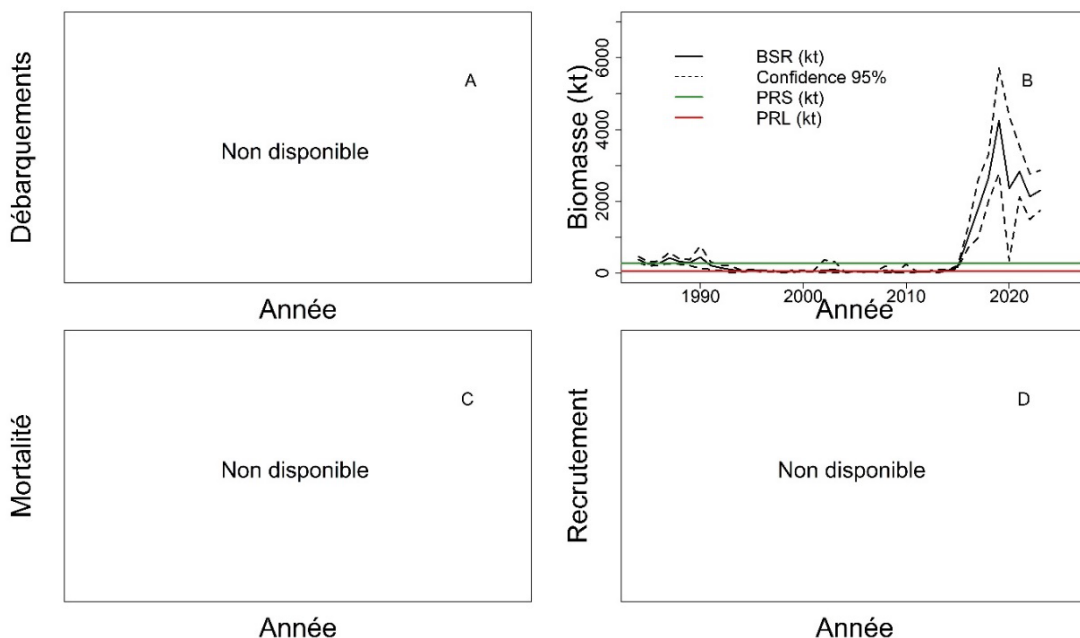 Débarquements
A
Non disponible
Année
Biomasse (kt)
6000
4000
2000
0
BSR (kt)
Confidence 95%
PRS (kt)
PRL (kt)
B
1990
2000
2010
2020
Année
Mortalité
C
Non disponible
Année
Recrutement
D
Non disponible
Année